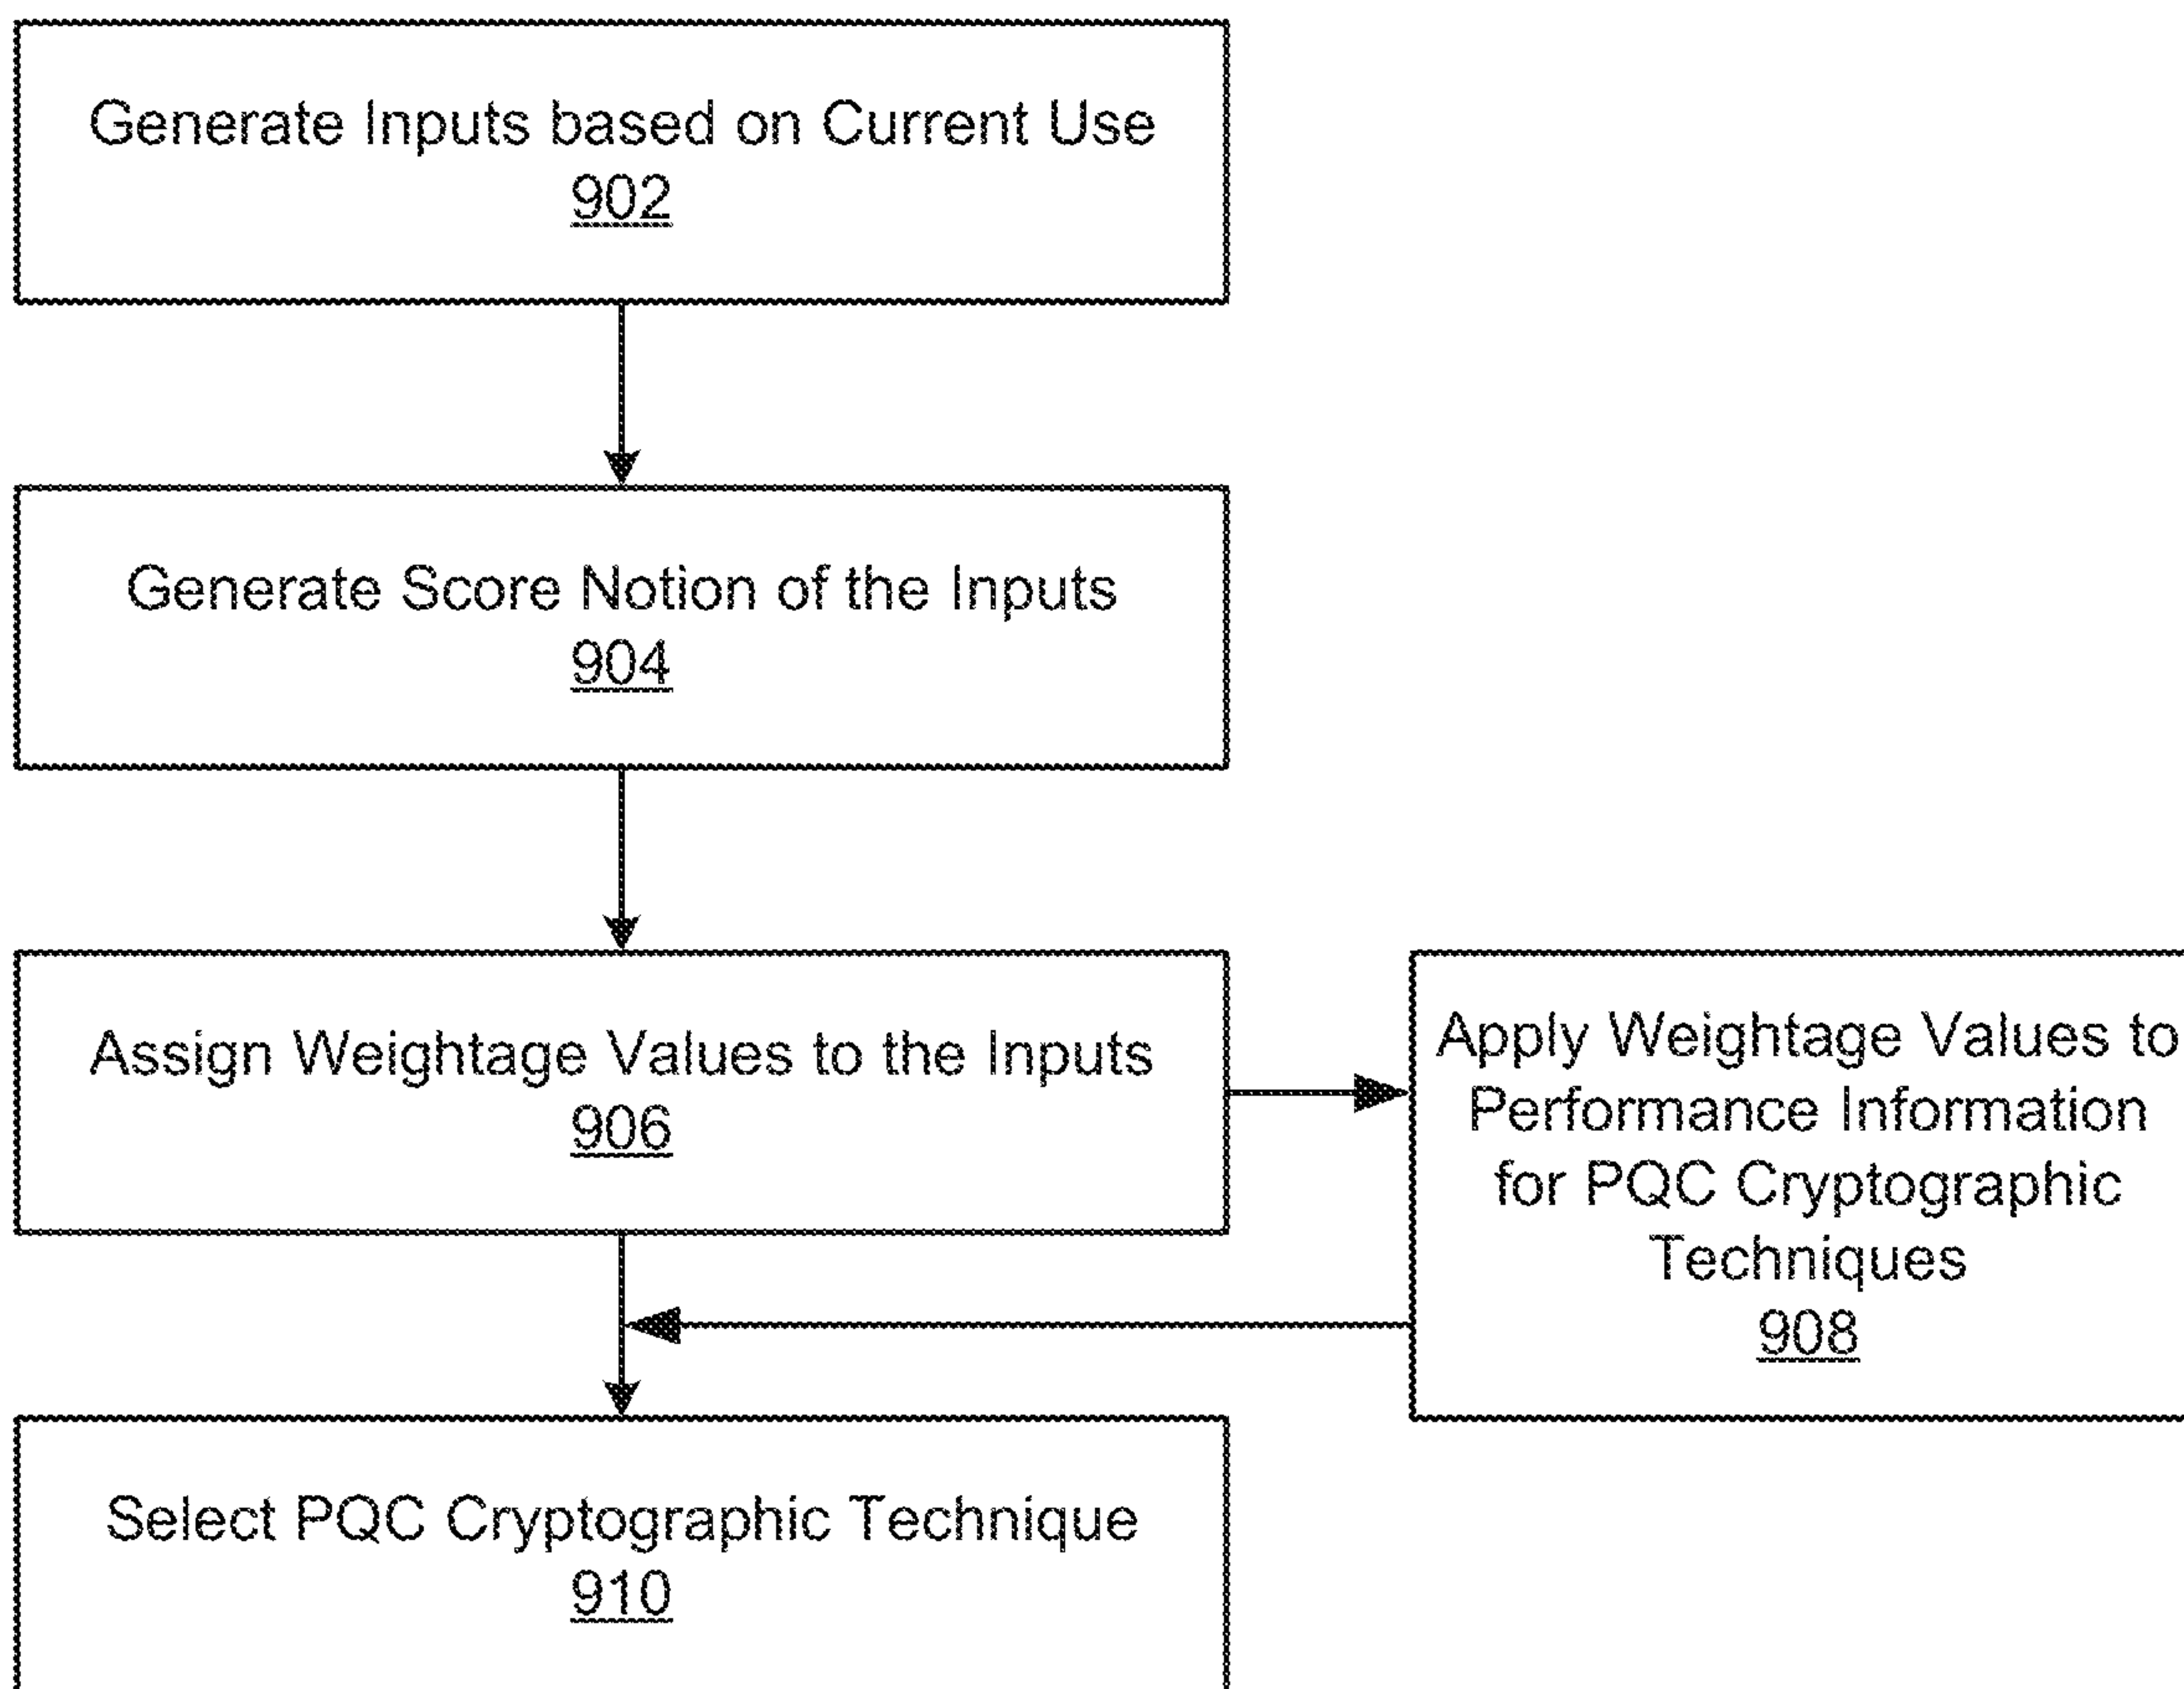 Generate Inputs based on Current Use
902
Generate Score Notion of the Inputs
904
Assign Weightage Values to the Inputs
906
Apply Weightage Values to
Performance Information
for PQC Cryptographic
Techniques
908
Select PQC Cryptographic Technique
910